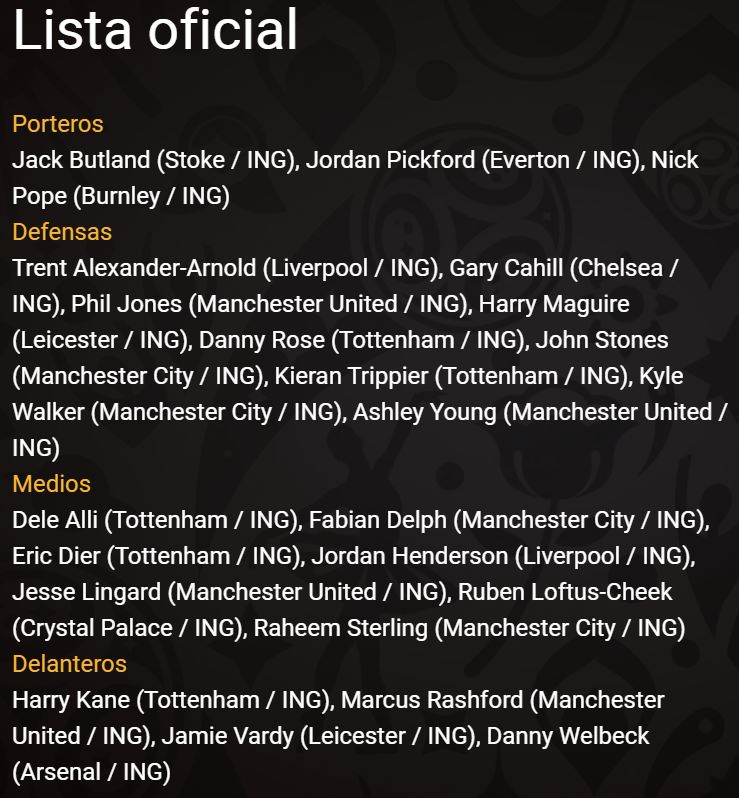 Lista oficial
Porteros
Jack Butland (Stoke / ING), Jordan Pickford (Everton / ING), Nick
Pope (Burnley / ING)
Defensas
Trent Alexander-Arnold (Liverpool / ING), Gary Cahill (Chelsea /
ING), Phil Jones (Manchester United / ING), Harry Maguire
(Leicester / ING), Danny Rose (Tottenham / ING), John Stones
(Manchester City / ING), Kieran Trippier (Tottenham / ING), Kyle
Walker (Manchester City / ING), Ashley Young (Manchester United /
ING)
Medios
Dele Alli (Tottenham / ING), Fabian Delph (Manchester City / ING),
Eric Dier (Tottenham / ING), Jordan Henderson (Liverpool / ING),
Jesse Lingard (Manchester United / ING), Ruben Loftus-Cheek
(Crystal Palace / ING), Raheem Sterling (Manchester City / ING)
Delanteros
Harry Kane (Tottenham / ING), Marcus Rashford (Manchester
United / ING), Jamie Vardy (Leicester / ING), Danny Welbeck
(Arsenal / ING)